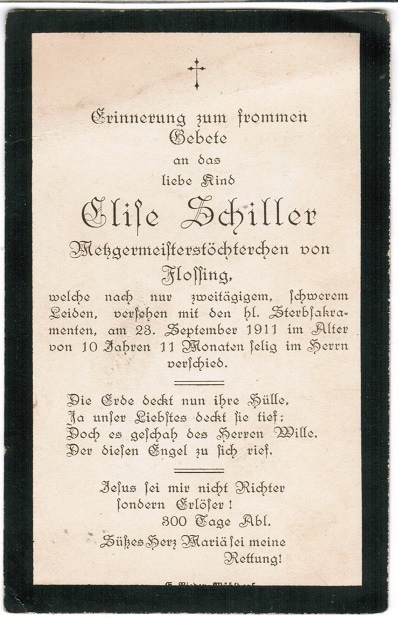 Erinnerung zum frommen
Gebete
an das
liebe Kind
Elise Schiller
Metzgermeisterstöchterchen von
Flossing,
welche nach nur zweitägigem, schwerem
Leiden, versehen mit den hl. Sterbsakra-
menten, am 23. September 1911 im Alter
von 10 Jahren 11 Monaten selig im Herrn
verschied.
Die Erde deckt nun ihre Hülle,
Ja unser Liebstes deckt sie tief:
Doch es geschah des Herren Wille.
Der diesen Engel zu sich rief.
Jesus sei mir nicht Richter
sondern Erlöser!
300 Tage Abl.
Süßes Herz Mariä sei meine
Rettung!